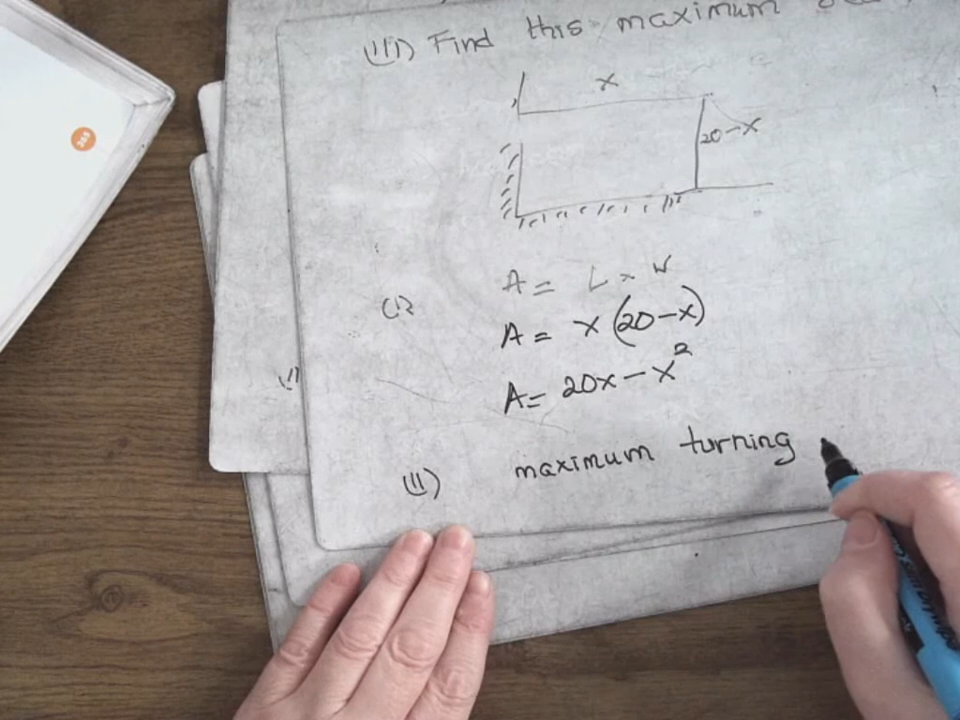 (iii) Find this maximum
x
20-x
A = L x W
(i)
A = x(20-x)
A = 20x - x²
(ii) maximum turning